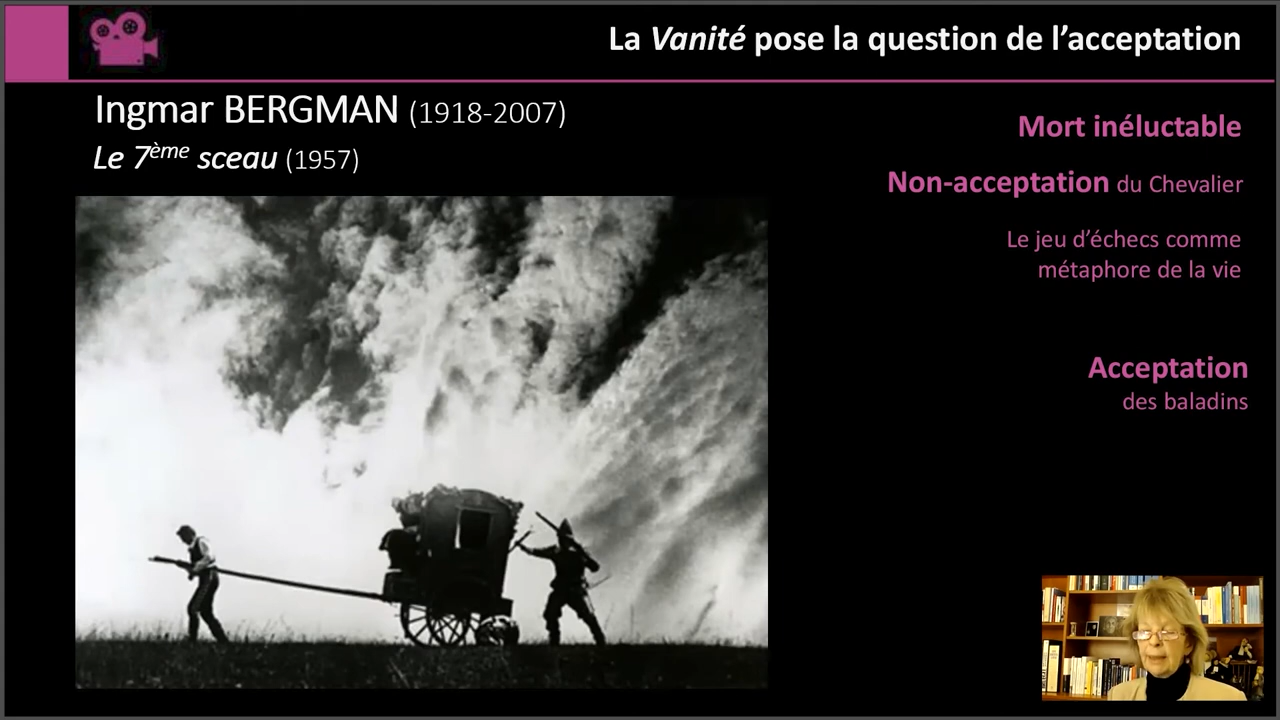 La Vanité pose la question de l’acceptation
Ingmar BERGMAN (1918-2007)
Le 7ème sceau (1957)
Mort inéluctable
Non-acceptation du Chevalier
Le jeu d’échecs comme
métaphore de la vie
Acceptation
des baladins